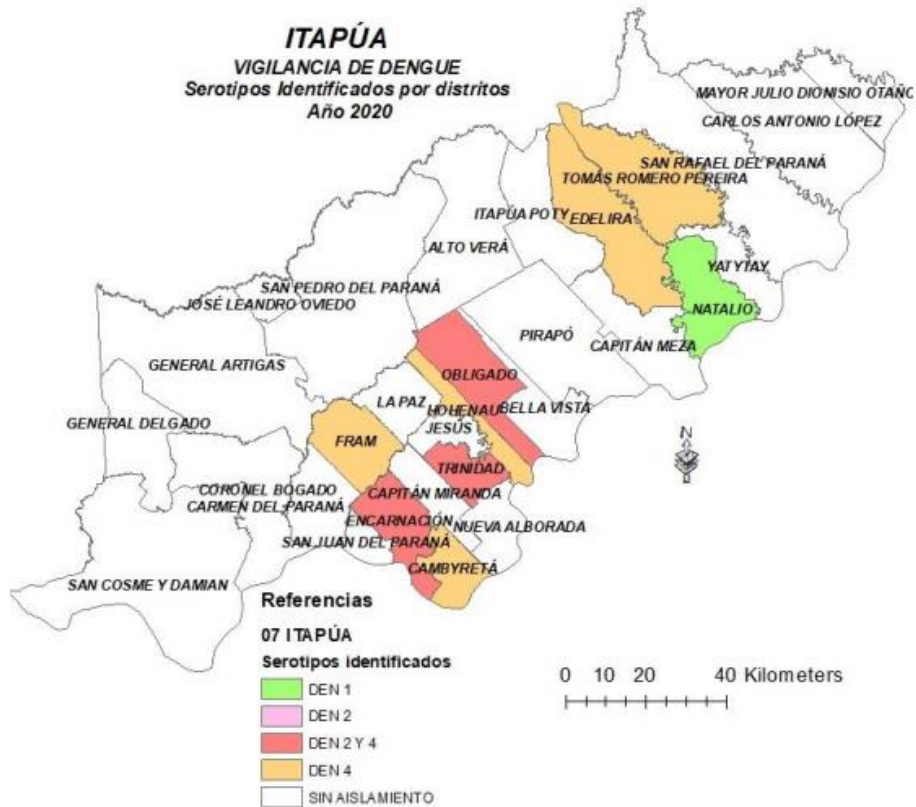 ITAPÚA
VIGILANCIA DE DENGUE
Serotipos Identificados por distritos
Año 2020
MAYOR JULIO DIONISIO OTAÑO
CARLOS ANTONIO LÓPEZ
SAN RAFAEL DEL PARANÁ
TOMÁS ROMERO PEREIRA
ITAPÚA POTY
EDELIRA
ALTO VERÁ
YATYTAY
SAN PEDRO DEL PARANÁ
JOSÉ LEANDRO OVIEDO
NATALIO
PIRAPÓ
CAPITÁN MEZA
GENERAL ARTIGAS
OBLIGADO
LA PAZ
HOHENAU
BELLA VISTA
JESÚS
GENERAL DELGADO
FRAM
N
TRINIDAD
CORONEL BOGADO
CAPITÁN MIRANDA
CARMEN DEL PARANÁ
ENCARNACIÓN
NUEVA ALBORADA
SAN JUAN DEL PARANÁ
CAMBYRETÁ
SAN COSME Y DAMIAN
Referencias
07 ITAPÚA
Serotipos identificados
DEN 1
DEN 2
DEN 2 Y 4
DEN 4
SIN AISLAMIENTO
0 10 20 40 Kilometers